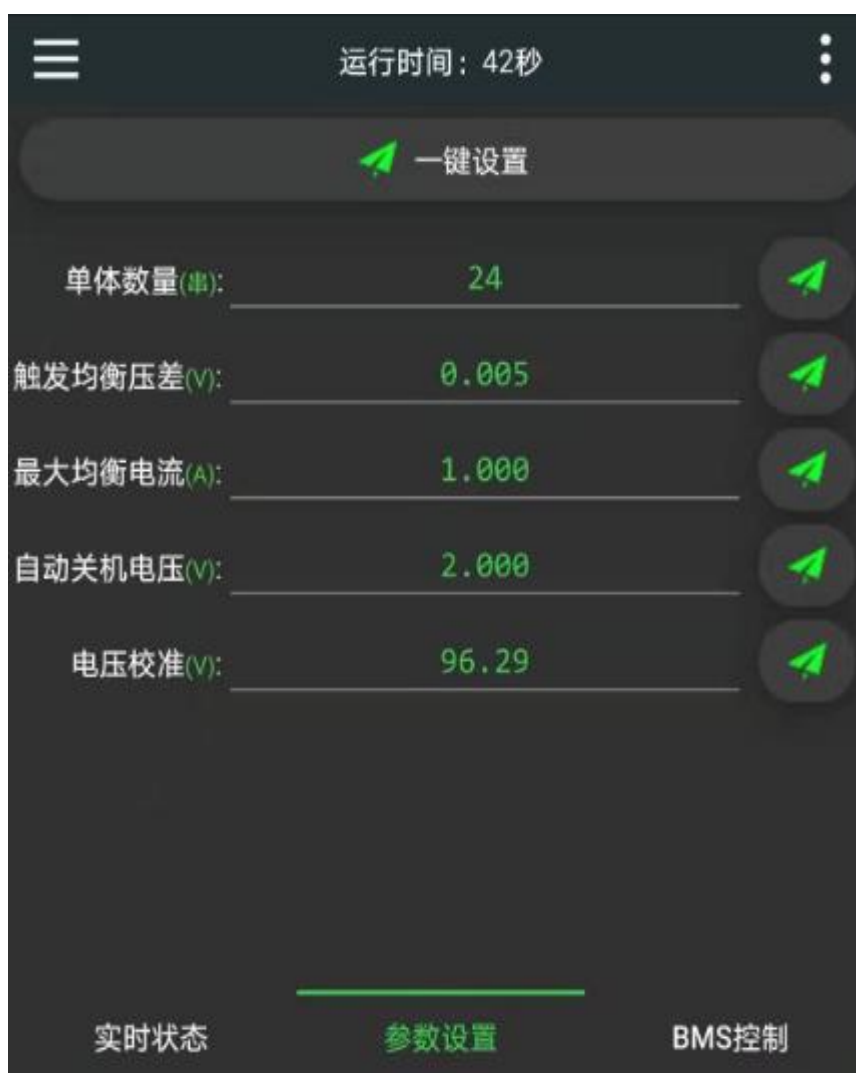 运行时间：42秒
一键设置
单体数量(串): 24
触发均衡压差(V): 0.005
最大均衡电流(A): 1.000
自动关机电压(V): 2.000
电压校准(V): 96.29
实时状态 参数设置 BMS控制